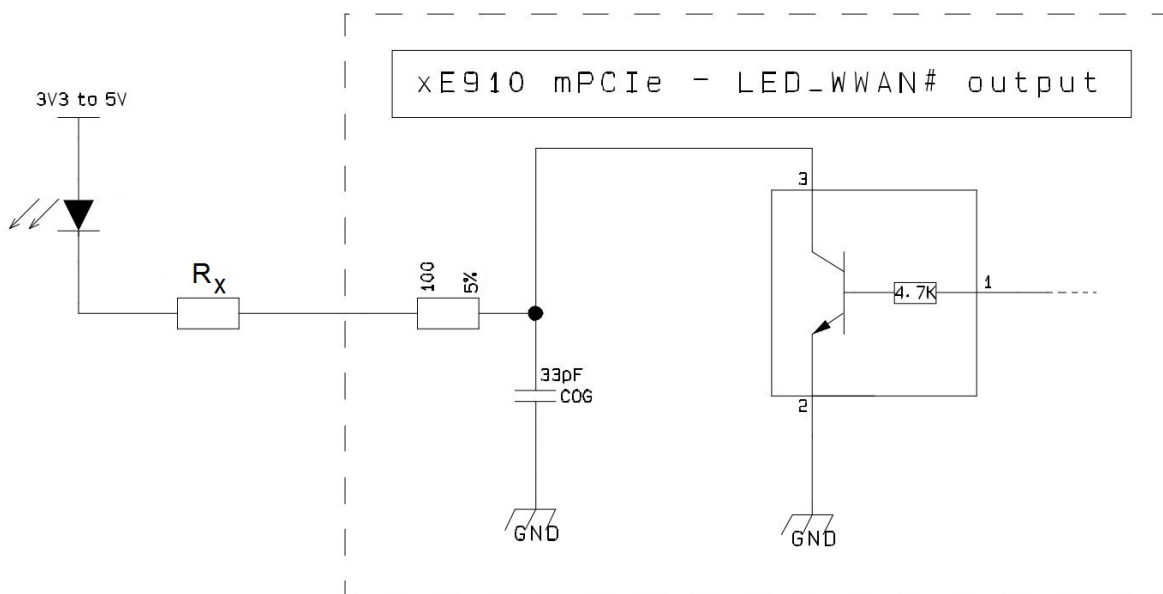 xE910 mPCIe - LED_WWAN# output
3V3 to 5V
3
RX
100
5%
4.7K
1
33pF
COG
2
GND
GND